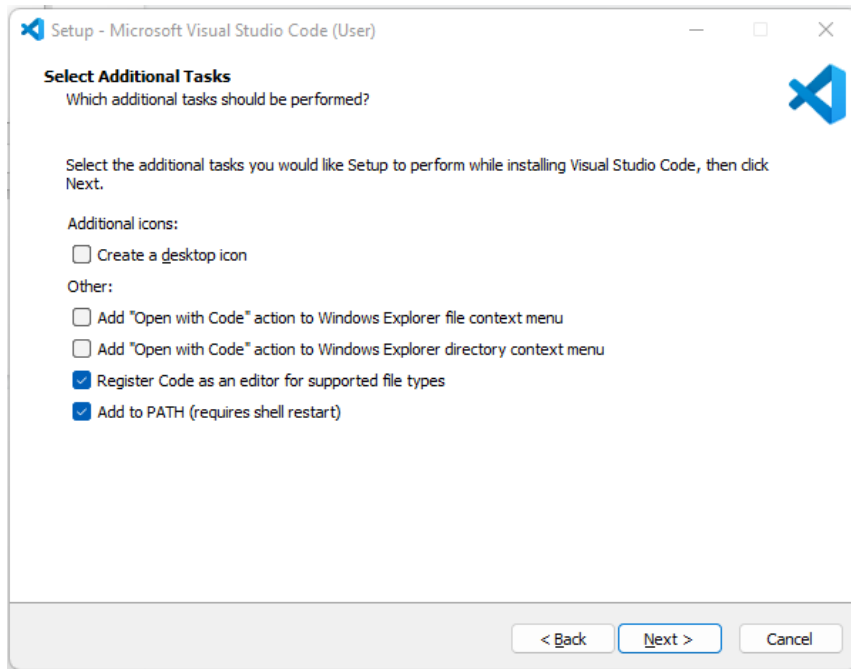 Setup - Microsoft Visual Studio Code (User)
Select Additional Tasks
Which additional tasks should be performed?
Select the additional tasks you would like Setup to perform while installing Visual Studio Code, then click
Next.
Additional icons:
Create a desktop icon
Other:
Add "Open with Code" action to Windows Explorer file context menu
Add "Open with Code" action to Windows Explorer directory context menu
Register Code as an editor for supported file types
Add to PATH (requires shell restart)
< Back Next > Cancel